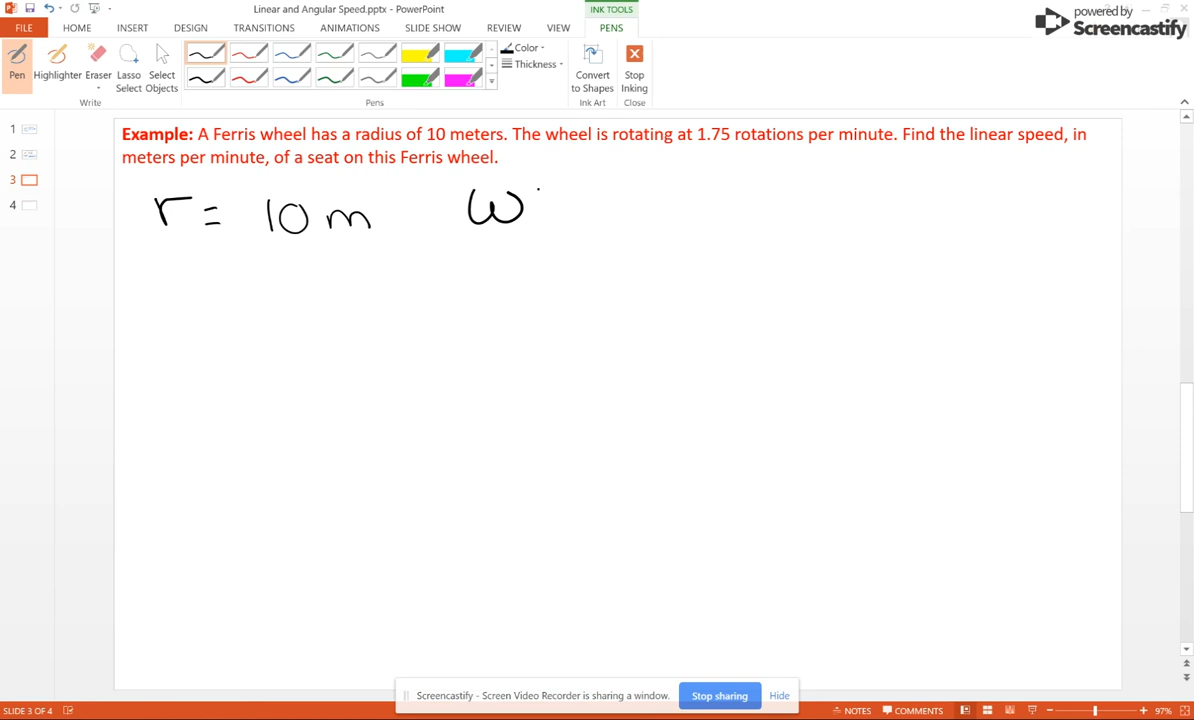 Linear and Angular Speed.pptx - PowerPoint
INK TOOLS
powered by
Screencastify
FILE HOME INSERT DESIGN TRANSITIONS ANIMATIONS SLIDE SHOW REVIEW VIEW PENS
Pen Highlighter Eraser Lasso Select Select Objects
Color
Thickness
Convert to Shapes
Stop Inking
Write Pens Ink Art Close
1
2
3
4
Example: A Ferris wheel has a radius of 10 meters. The wheel is rotating at 1.75 rotations per minute. Find the linear speed, in
meters per minute, of a seat on this Ferris wheel.
r = 10 m ω
Screencastify - Screen Video Recorder is sharing a window. Stop sharing Hide
SLIDE 3 OF 4 NOTES COMMENTS 97%